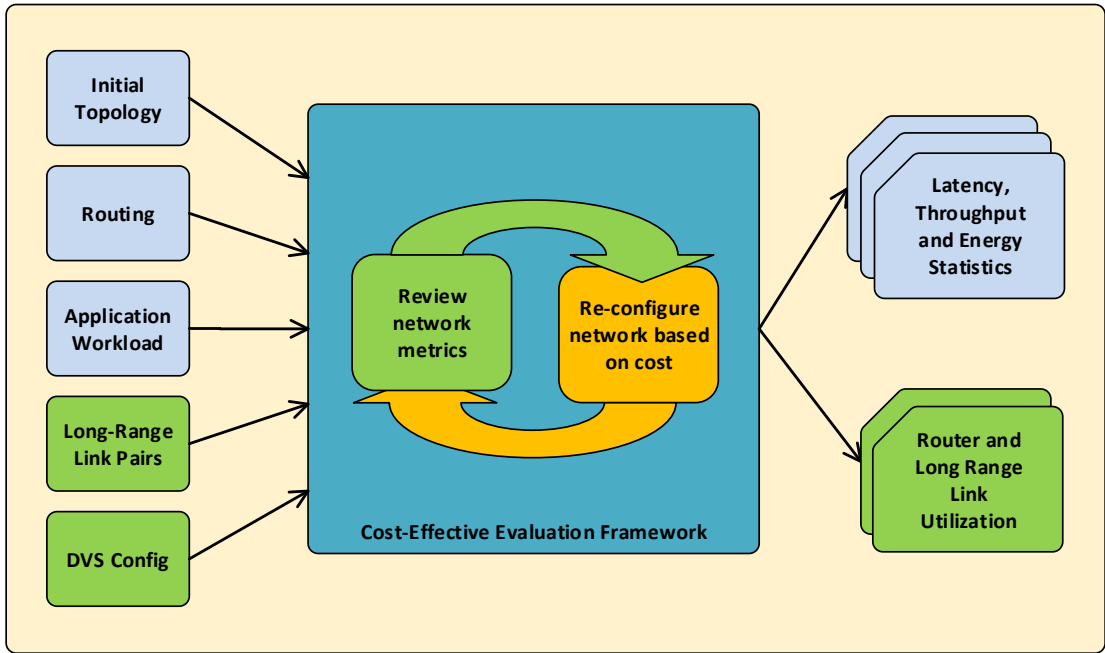 Initial
Topology
Routing
Application
Workload
Long-Range
Link Pairs
DVS Config
Review
network
metrics
Re-configure
network based
on cost
Cost-Effective Evaluation Framework
Latency,
Throughput
and Energy
Statistics
Router and
Long Range
Link
Utilization